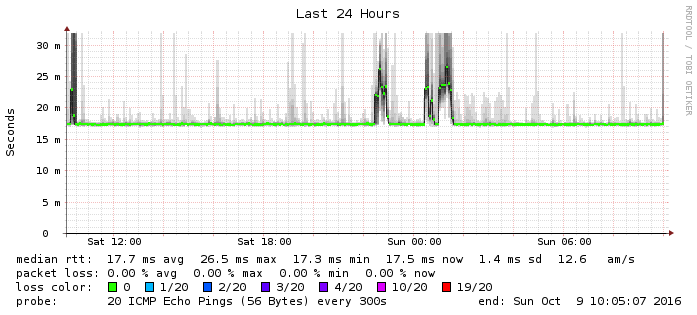 Last 24 Hours
RRDTOOL / TOBI OETIKER
Seconds
30 m
25 m
20 m
15 m
10 m
5 m
0
Sat 12:00 Sat 18:00 Sun 00:00 Sun 06:00
median rtt: 17.7 ms avg 26.5 ms max 17.3 ms min 17.5 ms now 1.4 ms sd 12.6 am/s
packet loss: 0.00 % avg 0.00 % max 0.00 % min 0.00 % now
loss color: 0 1/20 2/20 3/20 4/20 10/20 19/20
probe: 20 ICMP Echo Pings (56 Bytes) every 300s end: Sun Oct 9 10:05:07 2016